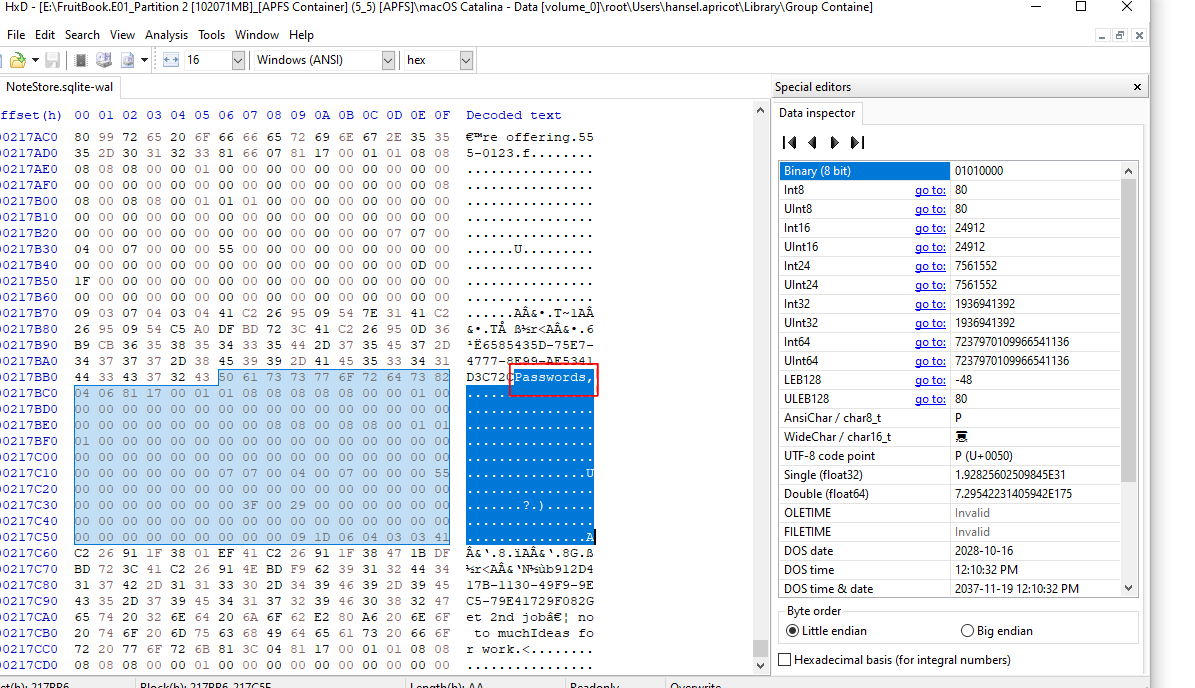 HxD - [E:\FruitBook.E01_Partition 2 [102071MB]_[APFS Container] (5_5) [APFS]\macOS Catalina - Data [volume_0]\root\Users\hansel.apricot\Library\Group Containe]
File Edit Search View Analysis Tools Window Help
16 Windows (ANSI) hex
NoteStore.sqlite-wal
ffset(h) 00 01 02 03 04 05 06 07 08 09 0A 0B 0C 0D 0E 0F Decoded text
00217AC0 80 99 72 65 20 6F 66 66 65 72 69 6E 67 2E 35 35 €™re offering.55
00217AD0 35 2D 30 31 32 33 81 66 07 81 17 00 01 01 08 08 5-0123.f........
00217AE0 08 08 08 00 00 01 00 00 00 00 00 00 00 00 00 00 ................
00217AF0 00 00 00 00 00 00 00 00 00 00 00 00 00 00 00 08 ................
00217B00 08 00 08 08 00 01 01 01 00 00 00 00 00 00 00 00 ................
00217B10 00 00 00 00 00 00 00 00 00 00 00 00 00 00 00 00 ................
00217B20 00 00 00 00 00 00 00 00 00 00 00 00 00 07 07 00 ................
00217B30 04 00 07 00 00 00 55 00 00 00 00 00 00 00 00 00 ......U.........
00217B40 00 00 00 00 00 00 00 00 00 00 00 00 00 00 0D 00 ................
00217B50 1F 00 00 00 00 00 00 00 00 00 00 00 00 00 00 00 ................
00217B60 00 00 00 00 00 00 00 00 00 00 00 00 00 00 00 00 ................
00217B70 09 03 07 04 03 04 41 C2 26 95 09 54 7E 31 41 C2 ......AÂ&•.T~1AÂ
00217B80 26 95 09 54 C5 A0 DF BD 72 3C 41 C2 26 95 0D 36 &•.TÅ ß½r<AÂ&•.6
00217B90 B9 CB 36 35 38 35 34 33 35 44 2D 37 35 45 37 2D ¹Ë6585435D-75E7-
00217BA0 34 37 37 37 2D 38 45 39 39 2D 41 45 35 33 34 31 4777-8E99-AE5341
00217BB0 44 33 43 37 32 43 50 61 73 73 77 6F 72 64 73 82 D3C72CPasswords‚
00217BC0 04 06 81 17 00 01 01 08 08 08 08 08 00 00 01 00 ................
00217BD0 00 00 00 00 00 00 00 00 00 00 00 00 00 00 00 00 ................
00217BE0 00 00 00 00 00 00 00 00 08 08 00 08 08 00 01 01 ................
00217BF0 01 00 00 00 00 00 00 00 00 00 00 00 00 00 00 00 ................
00217C00 00 00 00 00 00 00 00 00 00 00 00 00 00 00 00 00 ................
00217C10 00 00 00 00 00 00 07 07 00 04 00 07 00 00 00 55 ...............U
00217C20 00 00 00 00 00 00 00 00 00 00 00 00 00 00 00 00 ................
00217C30 00 00 00 00 00 00 00 3F 00 29 00 00 00 00 00 00 .......?.)......
00217C40 00 00 00 00 00 00 00 00 00 00 00 00 00 00 00 00 ................
00217C50 00 00 00 00 00 00 00 00 00 09 1D 06 04 03 03 41 ...............A
00217C60 C2 26 91 1F 38 01 EF 41 C2 26 91 1F 38 47 1B DF Â&‘.8.ïAÂ&‘.8G.ß
00217C70 BD 72 3C 41 C2 26 91 4E BD F9 62 39 31 32 44 34 ½r<AÂ&‘N½ùb912D4
00217C80 31 37 42 2D 31 31 33 30 2D 34 39 46 39 2D 39 45 17B-1130-49F9-9E
00217C90 43 35 2D 37 39 45 34 31 37 32 39 46 30 38 32 47 C5-79E41729F082G
00217CA0 65 74 20 32 6E 64 20 6A 6F 62 E2 80 A6 20 6E 6F et 2nd jobâ€¦ no
00217CB0 20 74 6F 20 6D 75 63 68 49 64 65 61 73 20 66 6F to muchIdeas fo
00217CC0 72 20 77 6F 72 6B 81 3C 04 81 17 00 01 01 08 08 r work.<........
00217CD0 08 08 08 00 00 01 00 00 00 00 00 00 00 00 00 00 ................
Special editors
Data inspector
Binary (8 bit) 01010000
Int8 go to: 80
UInt8 go to: 80
Int16 go to: 24912
UInt16 go to: 24912
Int24 go to: 7561552
UInt24 go to: 7561552
Int32 go to: 1936941392
UInt32 go to: 1936941392
Int64 go to: 7237970109966541136
UInt64 go to: 7237970109966541136
LEB128 go to: -48
ULEB128 go to: 80
AnsiChar / char8_t P
WideChar / char16_t
UTF-8 code point P (U+0050)
Single (float32) 1.92825602509845E31
Double (float64) 7.29542231405942E175
OLETIME Invalid
FILETIME Invalid
DOS date 2028-10-16
DOS time 12:10:32 PM
DOS time & date 2037-11-19 12:10:32 PM
Byte order
Little endian Big endian
Hexadecimal basis (for integral numbers)
Block(h): 217BB6-217C5F Length(h): AA Readonly Overwrite